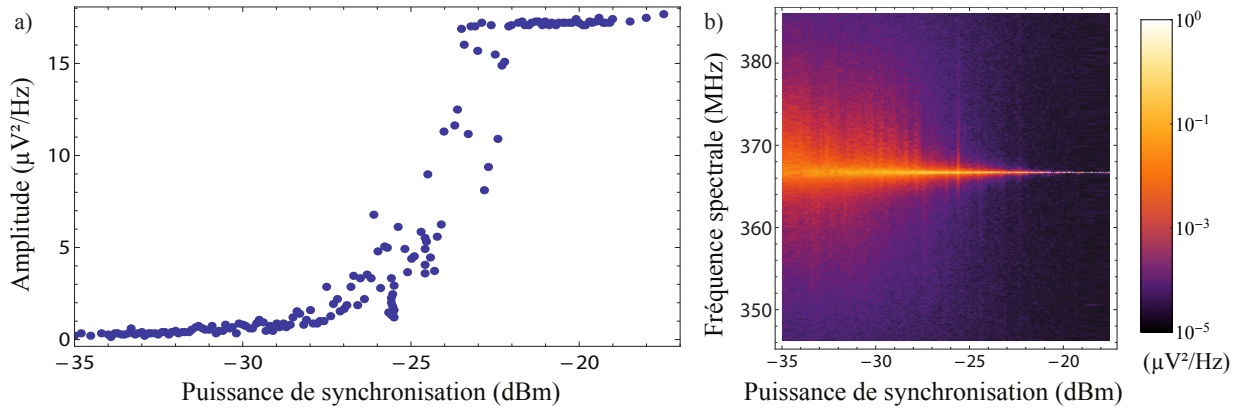 a)
Amplitude (µV²/Hz)
15
10
5
0
−35
−30
−25
−20
Puissance de synchronisation (dBm)
b)
Fréquence spectrale (MHz)
380
370
360
350
−35
−30
−25
−20
Puissance de synchronisation (dBm)
10⁰
10⁻¹
10⁻³
10⁻⁵
(µV²/Hz)